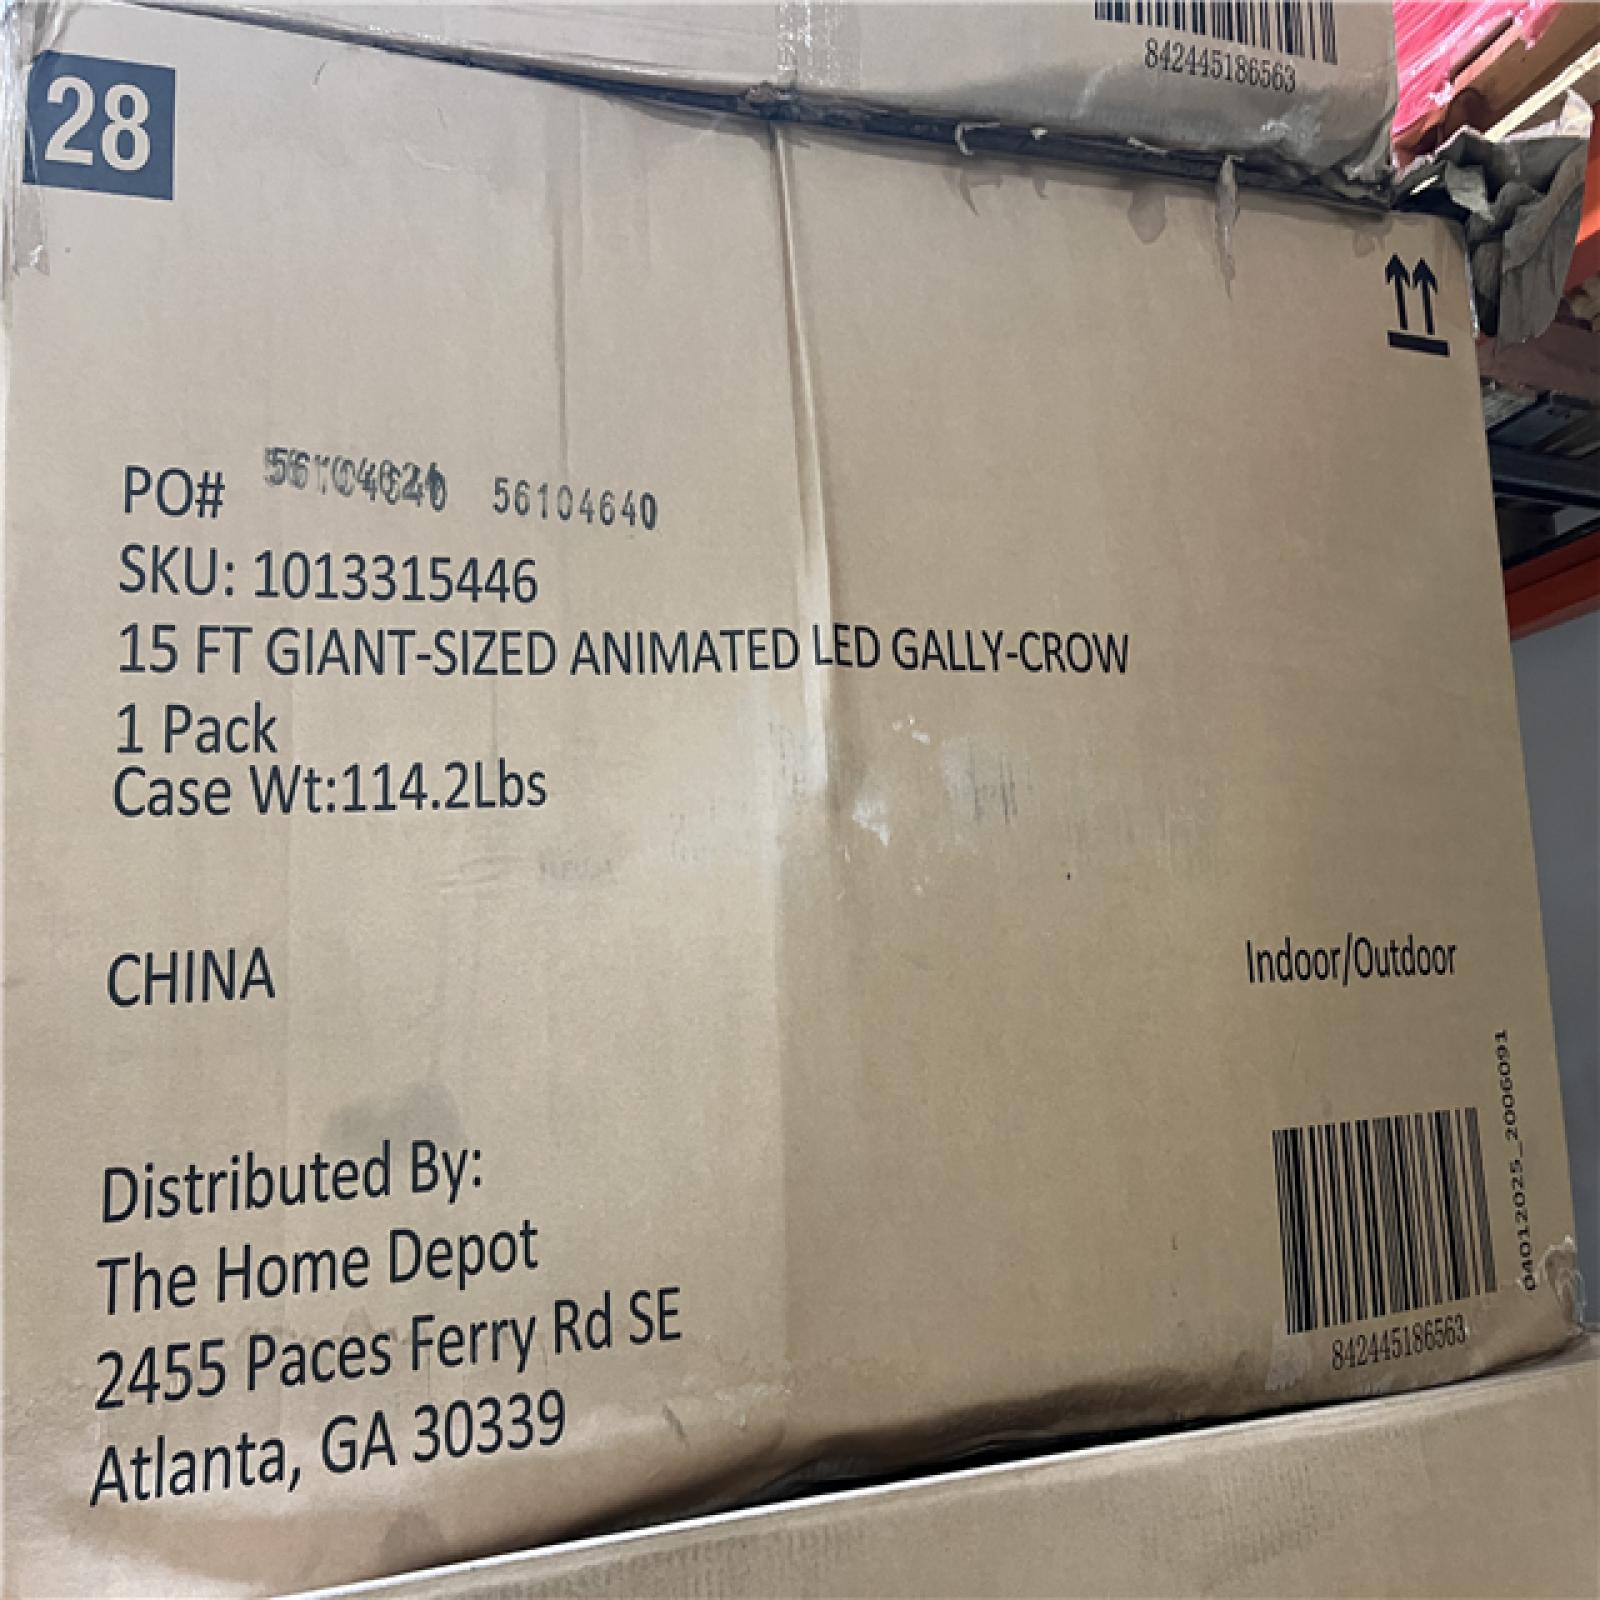 842445186563
28
PO# 56104640
SKU: 1013315446
15 FT GIANT-SIZED ANIMATED LED GALLY-CROW
1 Pack
Case Wt:114.2Lbs
CHINA
Indoor/Outdoor
Distributed By:
The Home Depot
2455 Paces Ferry Rd SE
Atlanta, GA 30339
04012025_2006091
842445186563